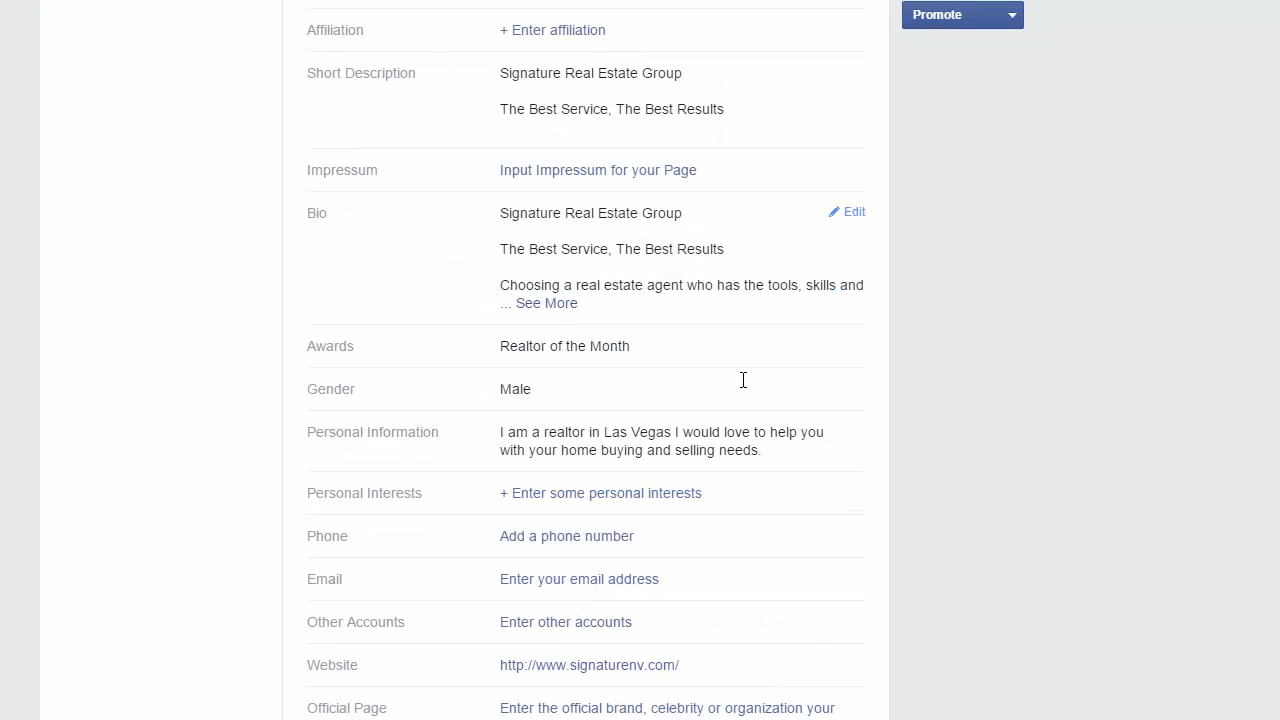 Promote
Affiliation + Enter affiliation
Short Description Signature Real Estate Group
The Best Service, The Best Results
Impressum Input Impressum for your Page
Bio Signature Real Estate Group Edit
The Best Service, The Best Results
Choosing a real estate agent who has the tools, skills and
... See More
Awards Realtor of the Month
Gender Male
Personal Information I am a realtor in Las Vegas I would love to help you
with your home buying and selling needs.
Personal Interests + Enter some personal interests
Phone Add a phone number
Email Enter your email address
Other Accounts Enter other accounts
Website http://www.signaturenv.com/
Official Page Enter the official brand, celebrity or organization your